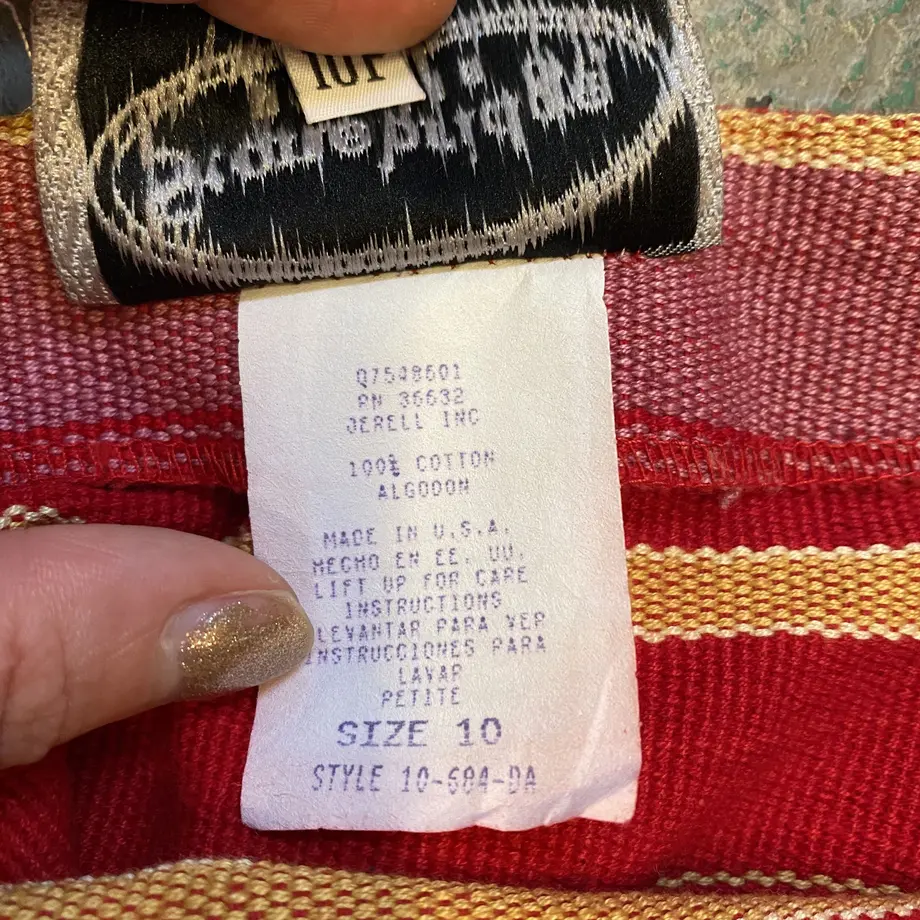 10P
Q7548601
RN 36632
JERELL INC
100% COTTON
ALGODON
MADE IN U.S.A.
HECHO EN EE. UU.
LIFT UP FOR CARE
INSTRUCTIONS
LEVANTAR PARA VER
INSTRUCCIONES PARA
LAVAR
PETITE
SIZE 10
STYLE 10-684-DA